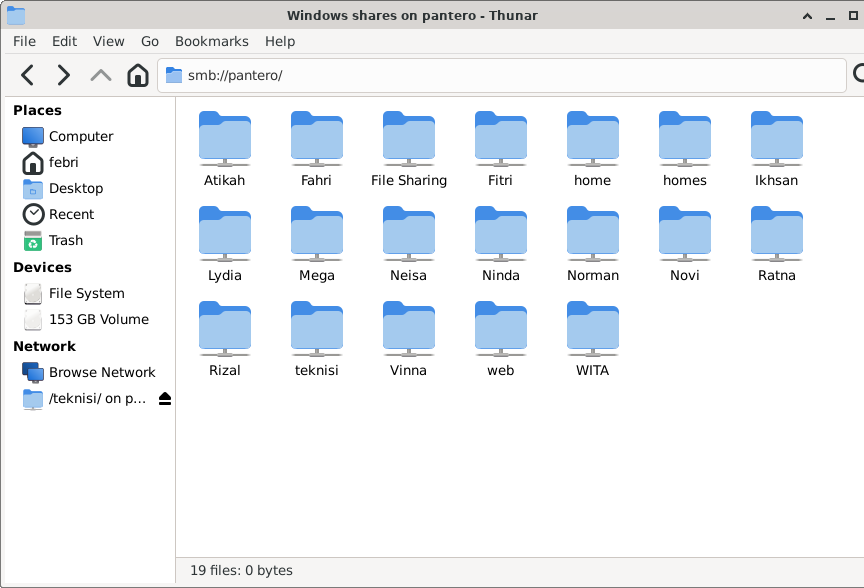 Windows shares on pantero - Thunar
File Edit View Go Bookmarks Help
smb://pantero/
Places
Computer
febri
Desktop
Recent
Trash
Devices
File System
153 GB Volume
Network
Browse Network
/teknisi/ on p...
Atikah Fahri File Sharing Fitri home homes Ikhsan
Lydia Mega Neisa Ninda Norman Novi Ratna
Rizal teknisi Vinna web WITA
19 files: 0 bytes